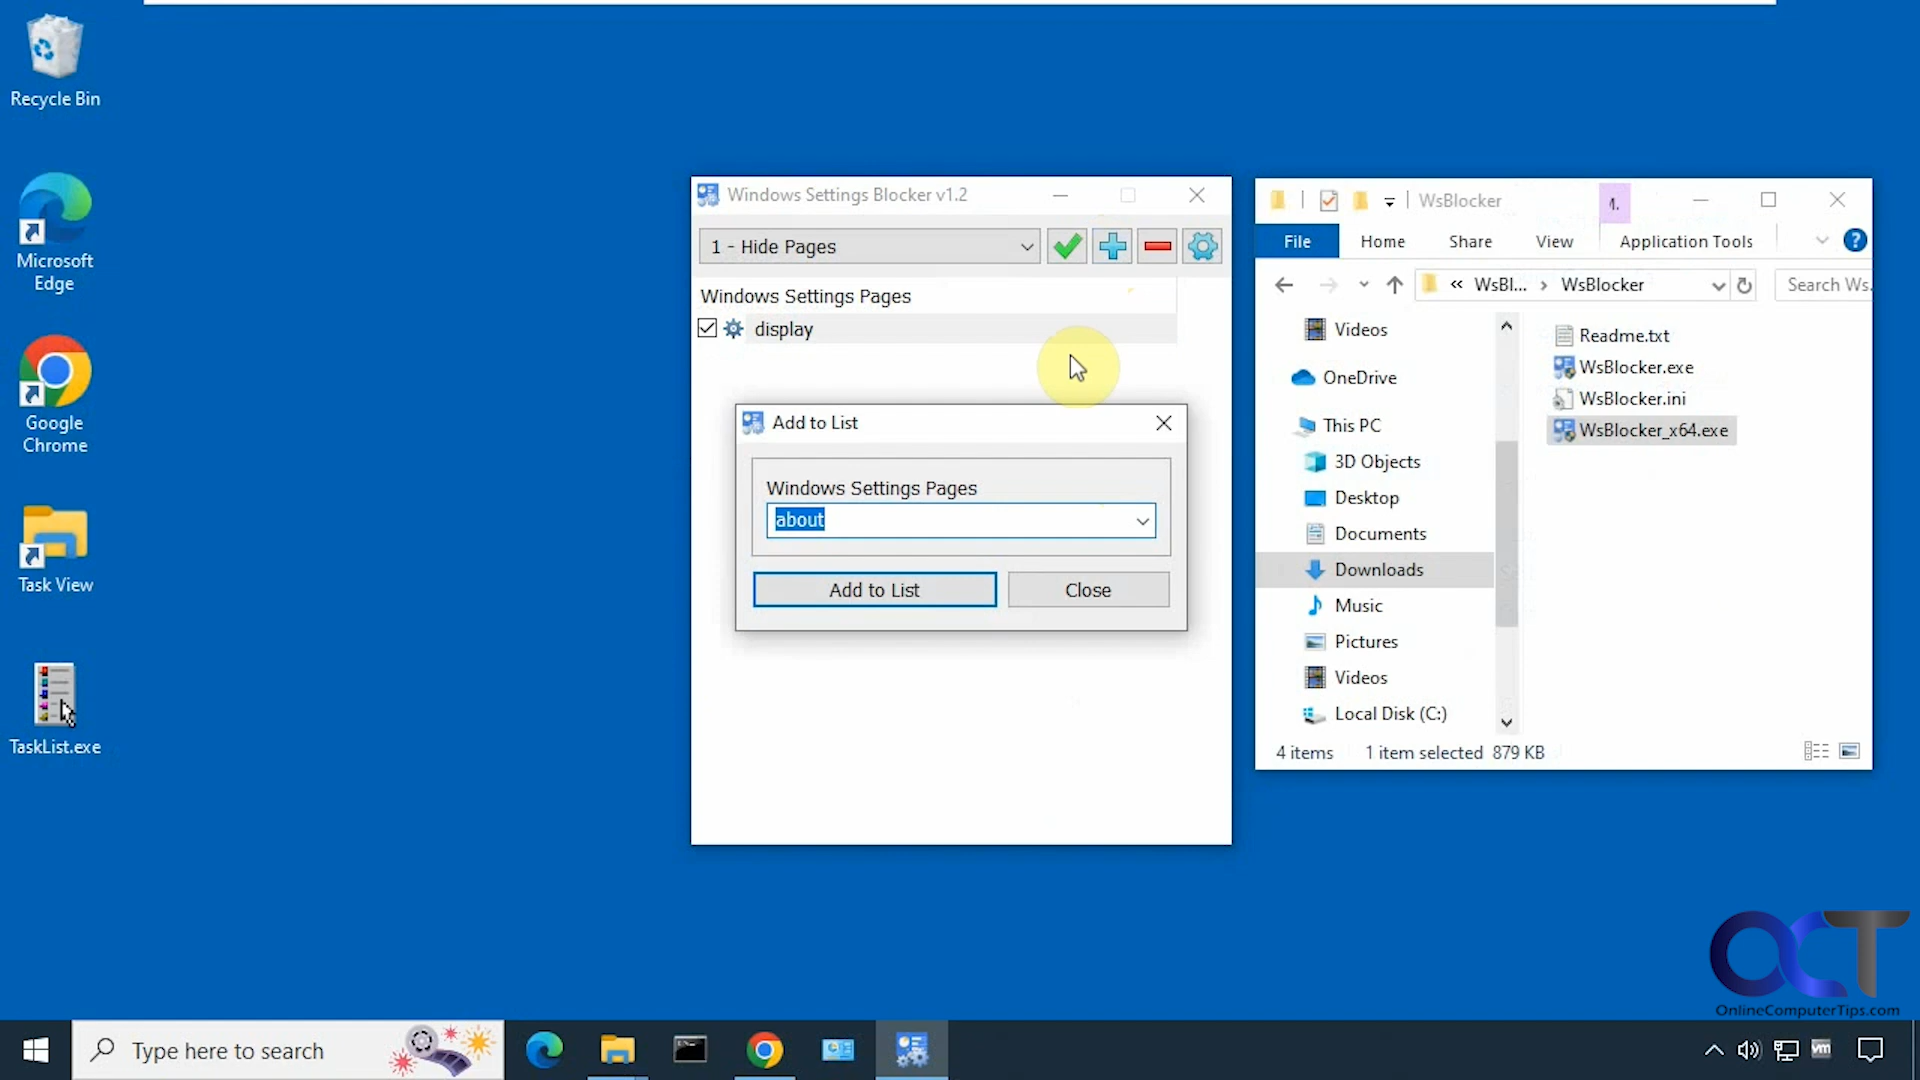 Recycle Bin
Microsoft
Edge
Google
Chrome
Task View
TaskList.exe
Windows Settings Blocker v1.2
1 - Hide Pages
Windows Settings Pages
display
Add to List
Windows Settings Pages
about
Add to List
Close
WsBlocker
File
Home
Share
View
Application Tools
?
« WsBl... > WsBlocker
Search Ws
Videos
OneDrive
This PC
3D Objects
Desktop
Documents
Downloads
Music
Pictures
Videos
Local Disk (C:)
Readme.txt
WsBlocker.exe
WsBlocker.ini
WsBlocker_x64.exe
4 items
1 item selected 879 KB
OCT
OnlineComputerTips.com
Type here to search
vm